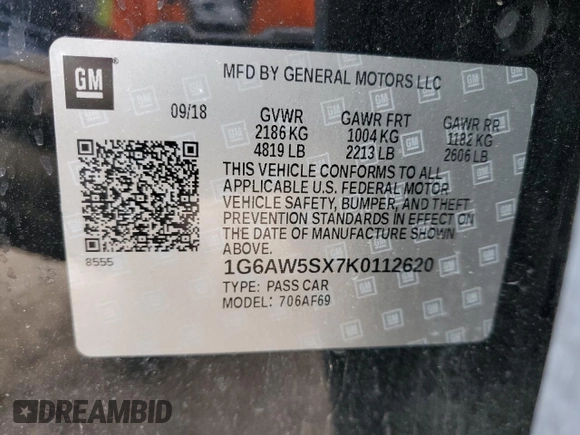 GM
MFD BY GENERAL MOTORS LLC
09/18 GVWR GAWR FRT GAWR RR
2186 KG 1004 KG 1182 KG
4819 LB 2213 LB 2606 LB
THIS VEHICLE CONFORMS TO ALL
APPLICABLE U.S. FEDERAL MOTOR
VEHICLE SAFETY, BUMPER, AND THEFT
PREVENTION STANDARDS IN EFFECT ON
THE DATE OF MANUFACTURE SHOWN
ABOVE.
8555
1G6AW5SX7K0112620
TYPE: PASS CAR
MODEL: 706AF69
DREAMBID